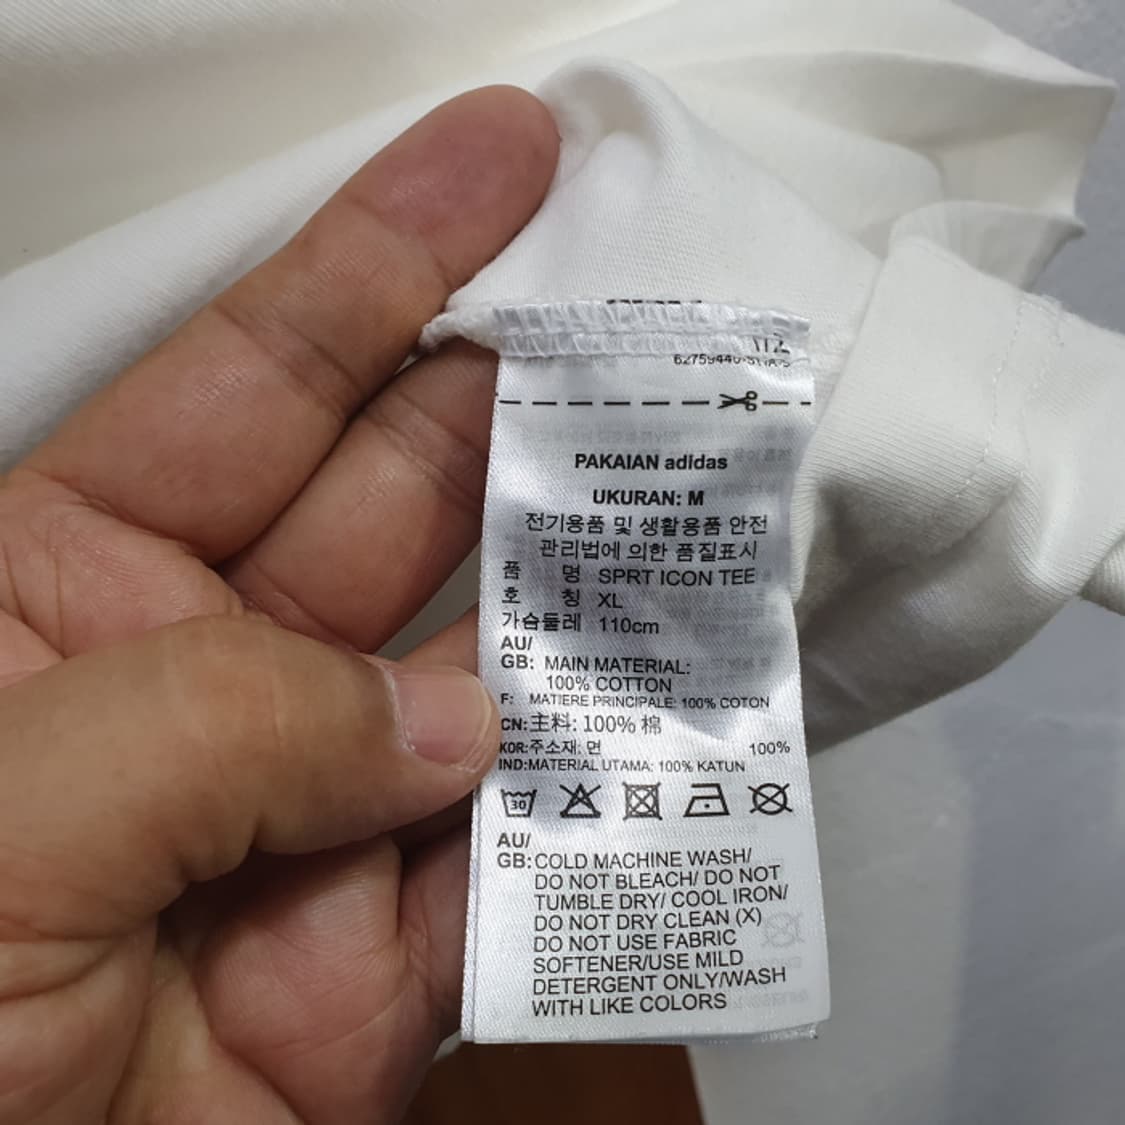 PAKAIAN adidas
UKURAN: M
전기용품 및 생활용품 안전
관리법에 의한 품질표시
품 명 SPRT ICON TEE
호 칭 XL
가슴둘레 110cm
AU/
GB: MAIN MATERIAL:
100% COTTON
F: MATIERE PRINCIPALE: 100% COTON
CN:主料: 100% 棉
KOR:주소재: 면 100%
IND:MATERIAL UTAMA: 100% KATUN
30
AU/
GB:COLD MACHINE WASH/
DO NOT BLEACH/ DO NOT
TUMBLE DRY/ COOL IRON/
DO NOT DRY CLEAN (X)
DO NOT USE FABRIC
SOFTENER/USE MILD
DETERGENT ONLY/WASH
WITH LIKE COLORS